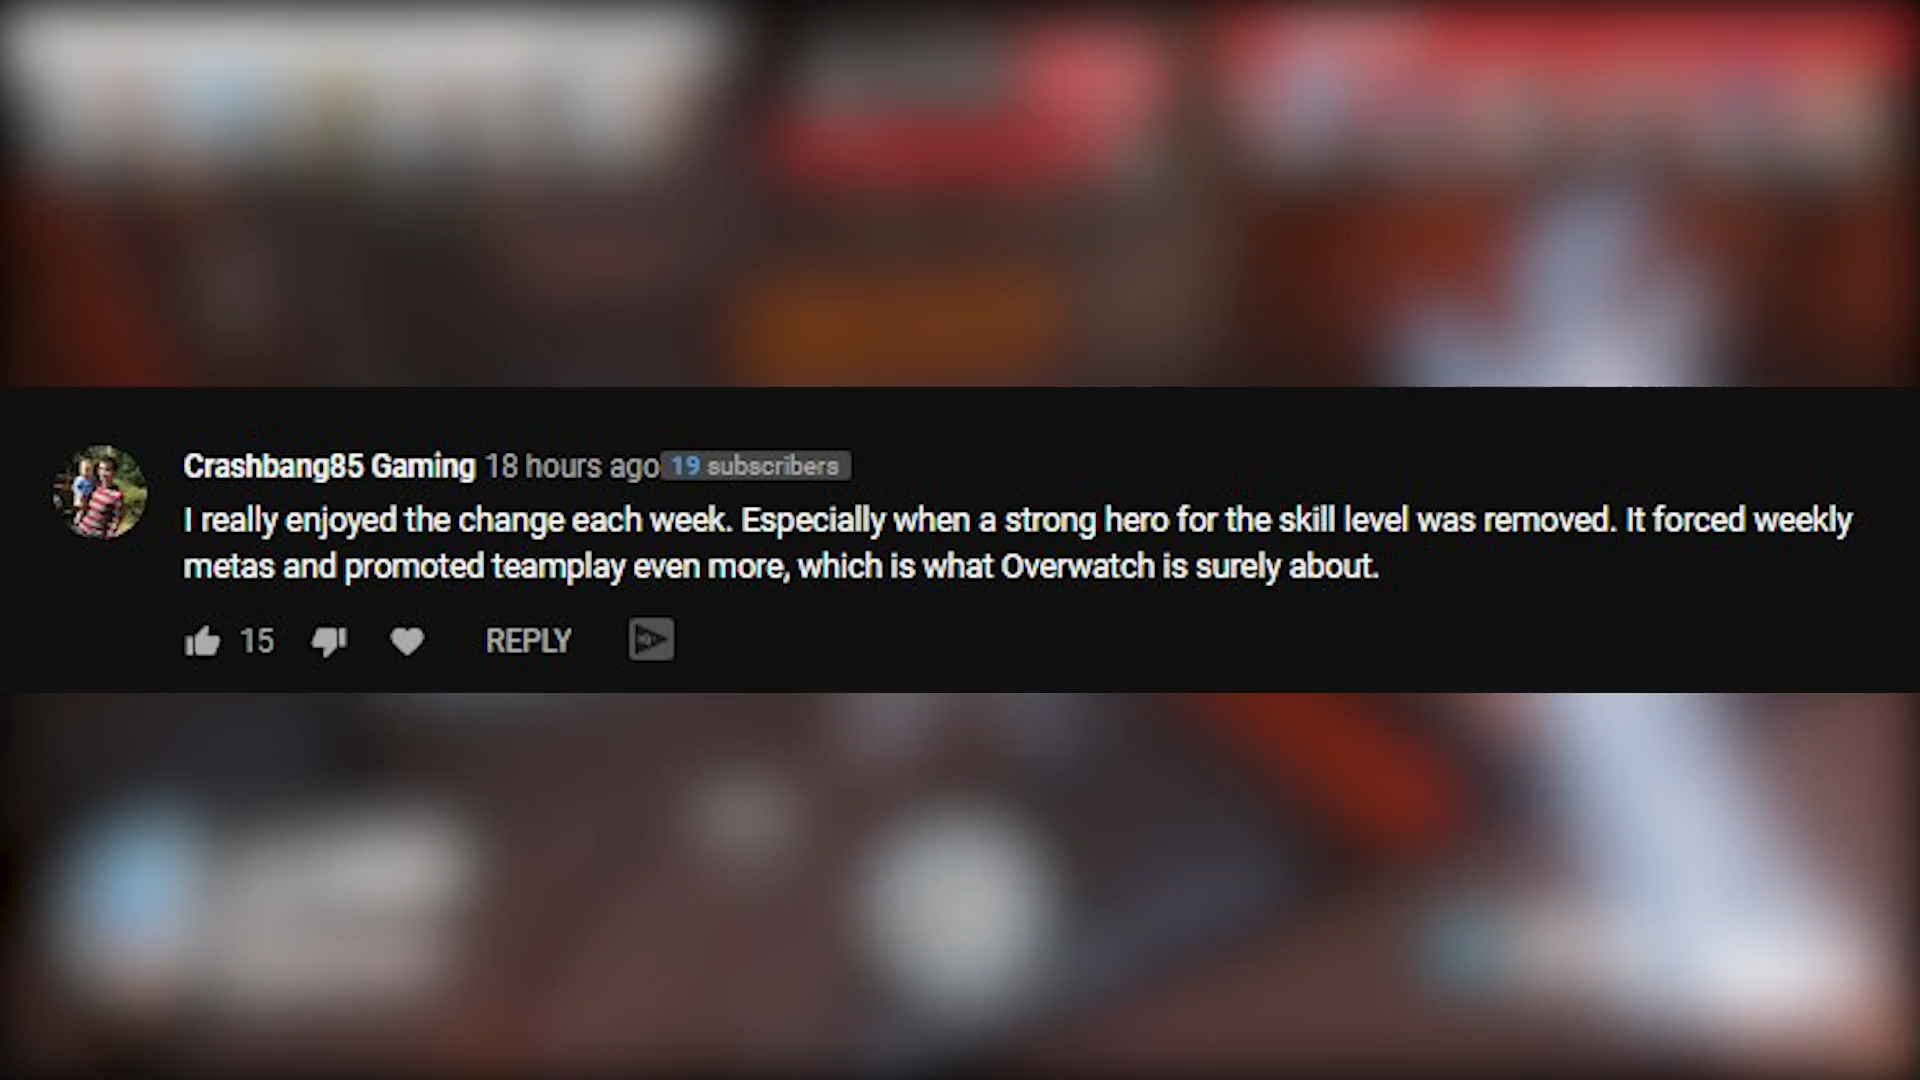 Crashbang85 Gaming 18 hours ago 19 subscribers
I really enjoyed the change each week. Especially when a strong hero for the skill level was removed. It forced weekly
metas and promoted teamplay even more, which is what Overwatch is surely about.
15 REPLY